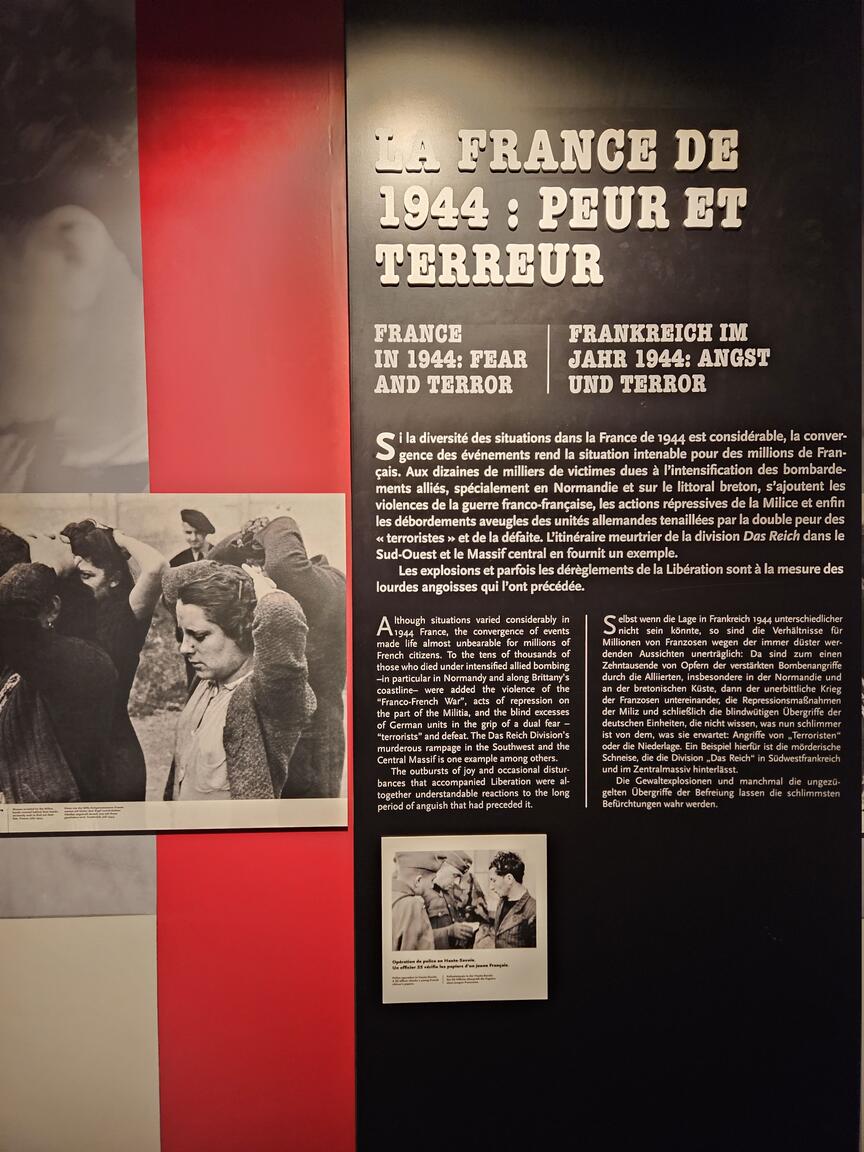 LA FRANCE DE
1944 : PEUR ET
TERREUR
FRANCE
IN 1944: FEAR
AND TERROR
FRANKREICH IM
JAHR 1944: ANGST
UND TERROR
Si la diversité des situations dans la France de 1944 est considérable, la conver-
gence des événements rend la situation intenable pour des millions de Fran-
çais. Aux dizaines de milliers de victimes dues à l'intensification des bombarde-
ments alliés, spécialement en Normandie et sur le littoral breton, s'ajoutent les
violences de la guerre franco-française, les actions répressives de la Milice et enfin
les débordements aveugles des unités allemandes tenaillées par la double peur des
« terroristes » et de la défaite. L'itinéraire meurtrier de la division Das Reich dans le
Sud-Ouest et le Massif central en fournit un exemple.
Les explosions et parfois les dérèglements de la Libération sont à la mesure des
lourdes angoisses qui l'ont précédée.
Although situations varied considerably in
1944 France, the convergence of events
made life almost unbearable for millions of
French citizens. To the tens of thousands of
those who died under intensified allied bombing
–in particular in Normandy and along Brittany's
coastline– were added the violence of the
"Franco-French War", acts of repression on
the part of the Militia, and the blind excesses
of German units in the grip of a dual fear –
"terrorists" and defeat. The Das Reich Division's
murderous rampage in the Southwest and the
Central Massif is one example among others.
The outbursts of joy and occasional distur-
bances that accompanied Liberation were al-
together understandable reactions to the long
period of anguish that had preceded it.
Selbst wenn die Lage in Frankreich 1944 unterschiedlicher
nicht sein könnte, so sind die Verhältnisse für
Millionen von Franzosen wegen der immer düster wer-
denden Aussichten unerträglich: Da sind zum einen
Zehntausende von Opfern der verstärkten Bombenangriffe
durch die Alliierten, insbesondere in der Normandie und
an der bretonischen Küste, dann der unerbittliche Krieg
der Franzosen untereinander, die Repressionsmaßnahmen
der Miliz und schließlich die blindwütigen Übergriffe der
deutschen Einheiten, die nicht wissen, was nun schlimmer
ist von dem, was sie erwartet: Angriffe von „Terroristen"
oder die Niederlage. Ein Beispiel hierfür ist die mörderische
Schneise, die die Division „Das Reich" in Südwestfrankreich
und im Zentralmassiv hinterlässt.
Die Gewaltexplosionen und manchmal die ungezü-
gelten Übergriffe der Befreiung lassen die schlimmsten
Befürchtungen wahr werden.
Opération de police en Haute-Savoie.
Un officier SS vérifie les papiers d'un jeune Français.